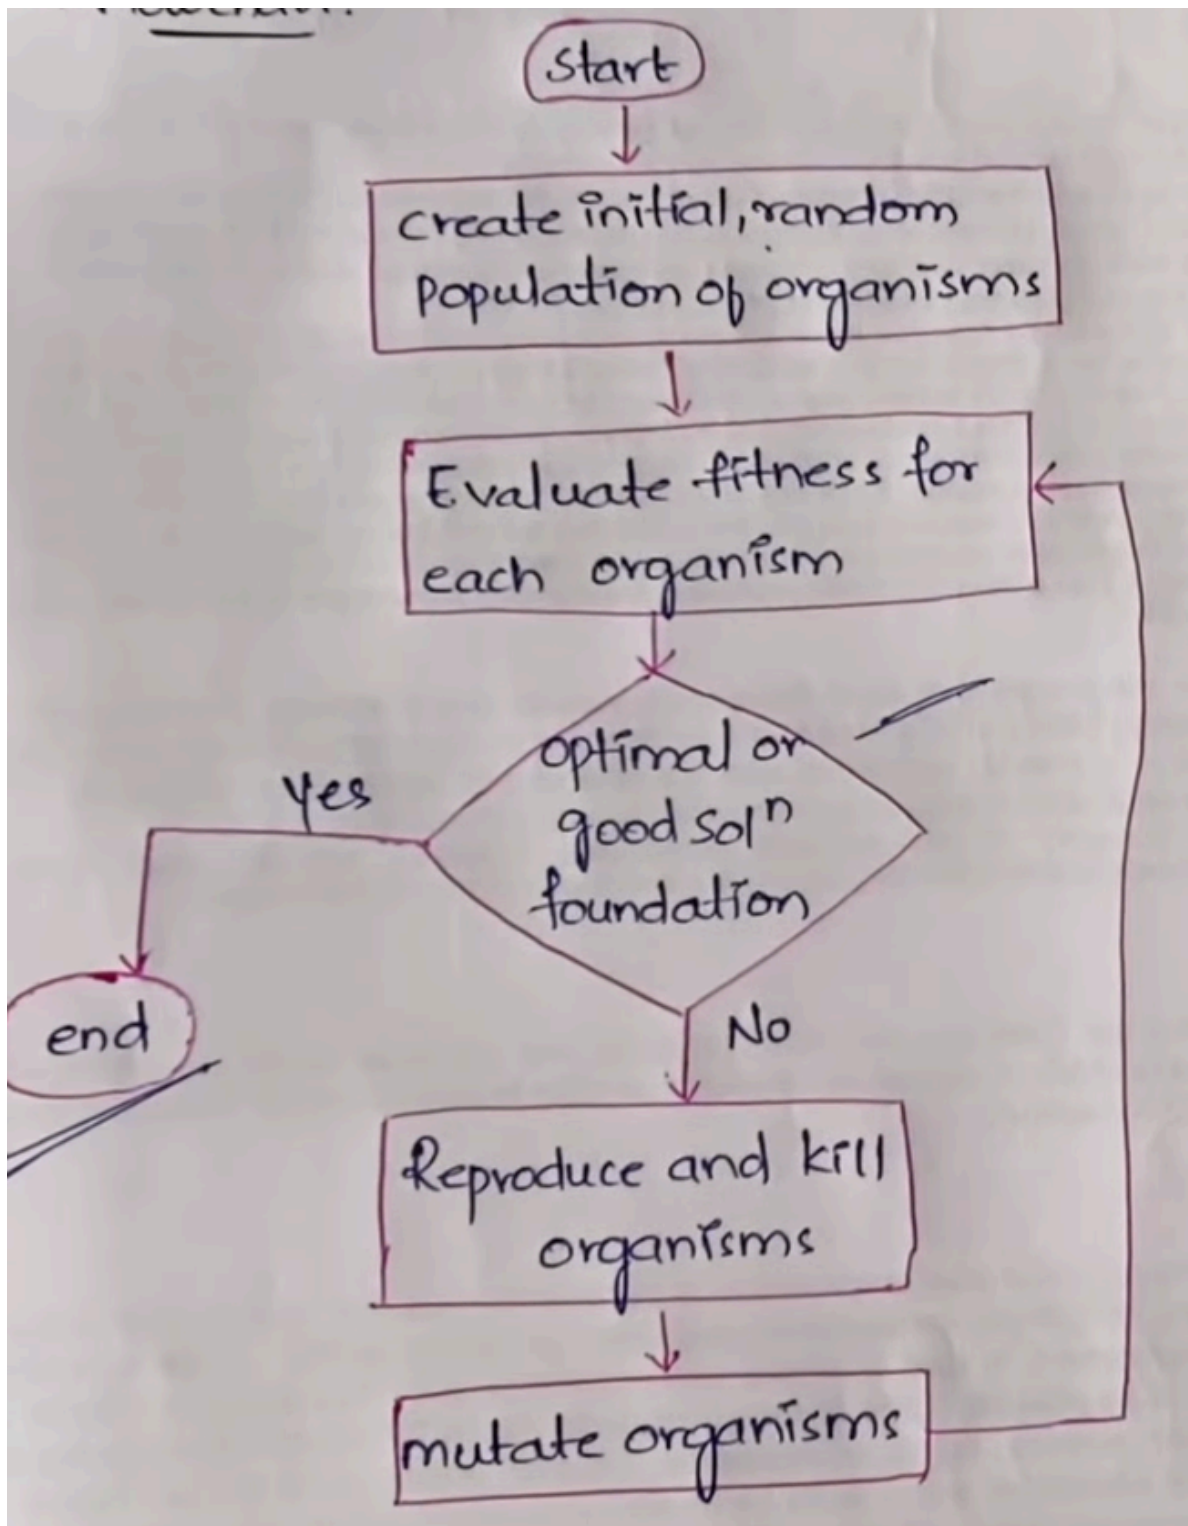 start
create initial, random
population of organisms
Evaluate fitness for
each organism
optimal or
good solⁿ
foundation
Yes
end
No
Reproduce and kill
organisms
mutate organisms